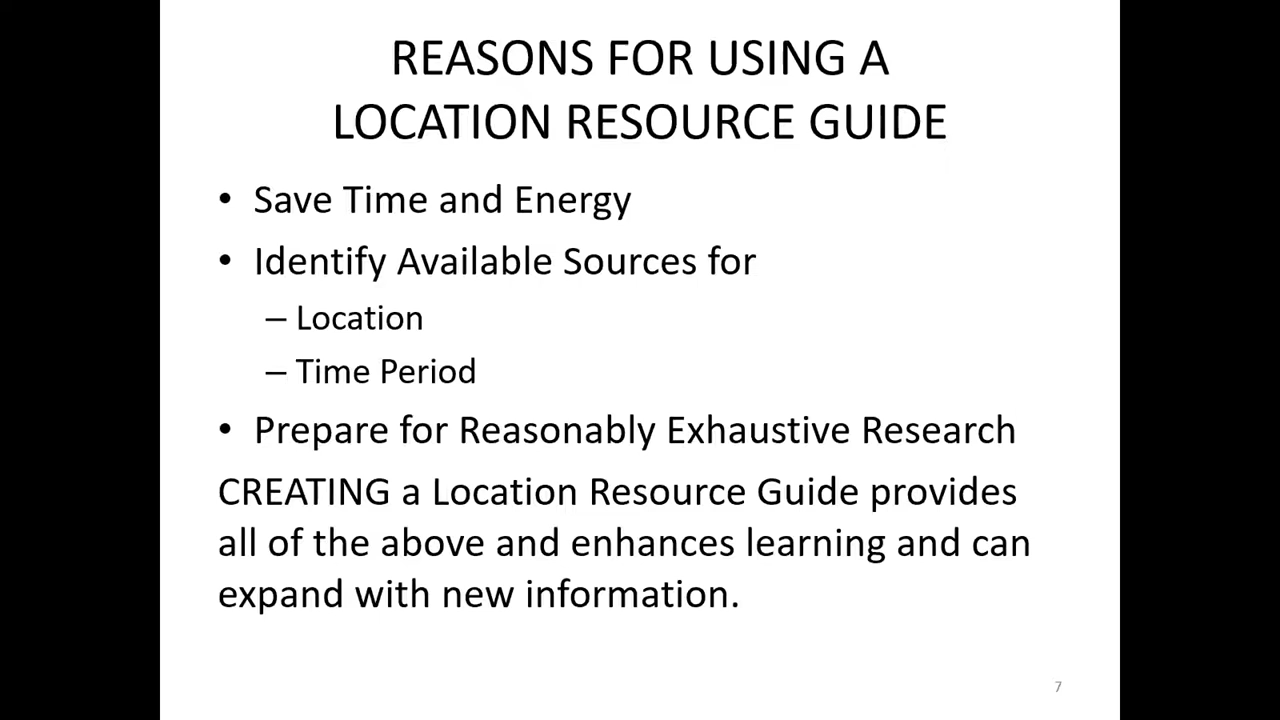 REASONS FOR USING A
LOCATION RESOURCE GUIDE
• Save Time and Energy
• Identify Available Sources for
– Location
– Time Period
• Prepare for Reasonably Exhaustive Research
CREATING a Location Resource Guide provides
all of the above and enhances learning and can
expand with new information.
7